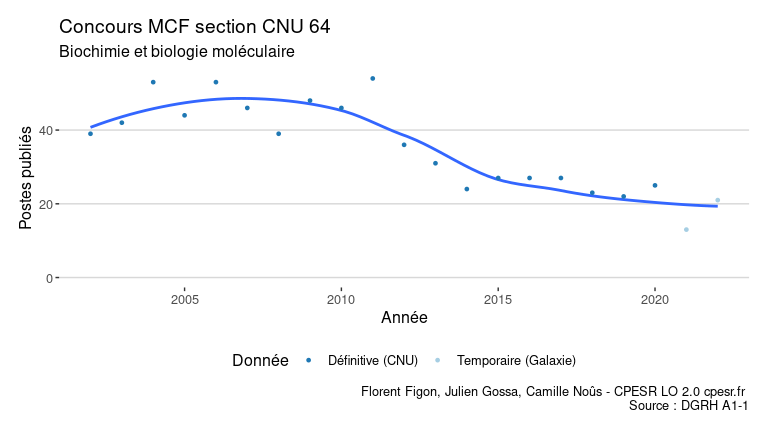 Concours MCF section CNU 64
Biochimie et biologie moléculaire
Postes publiés
40
20
0
2005 2010 2015 2020
Année
Donnée Définitive (CNU) Temporaire (Galaxie)
Florent Figon, Julien Gossa, Camille Noûs - CPESR LO 2.0 cpesr.fr
Source : DGRH A1-1